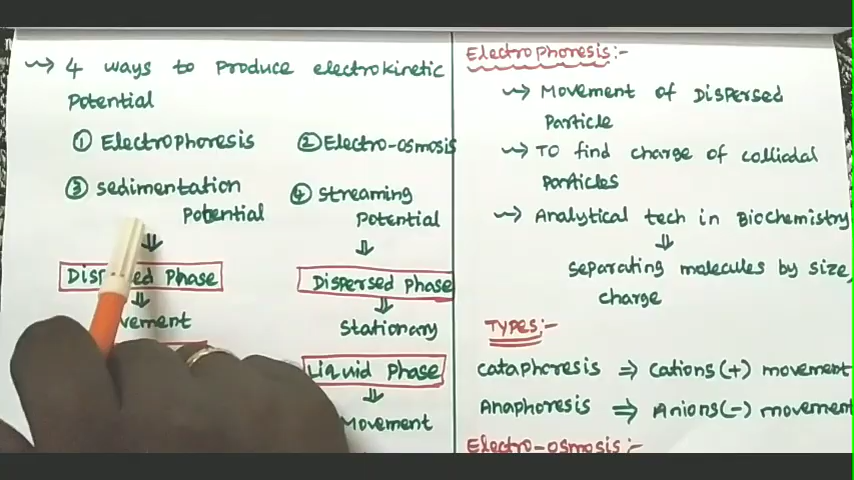 ~> 4 ways to produce electrokinetic
Potential
① Electrophoresis ② Electro-osmosis
③ sedimentation ④ streaming
Potential Potential
⇓ ⇓
Phase Dispersed Phase
⇓ ⇓
Stationary
Liquid Phase
⇓
Movement
Electrophoresis:-
~> Movement of Dispersed
Particle
~> To find charge of colliadal
Particles
~> Analytical tech in Biochemistry
⇓
separating molecules by size,
charge
TYPES:-
cataphoresis ⇒ Cations(+) movement
Anaphoresis ⇒ Anions(-) movement
Electro-osmosis:-